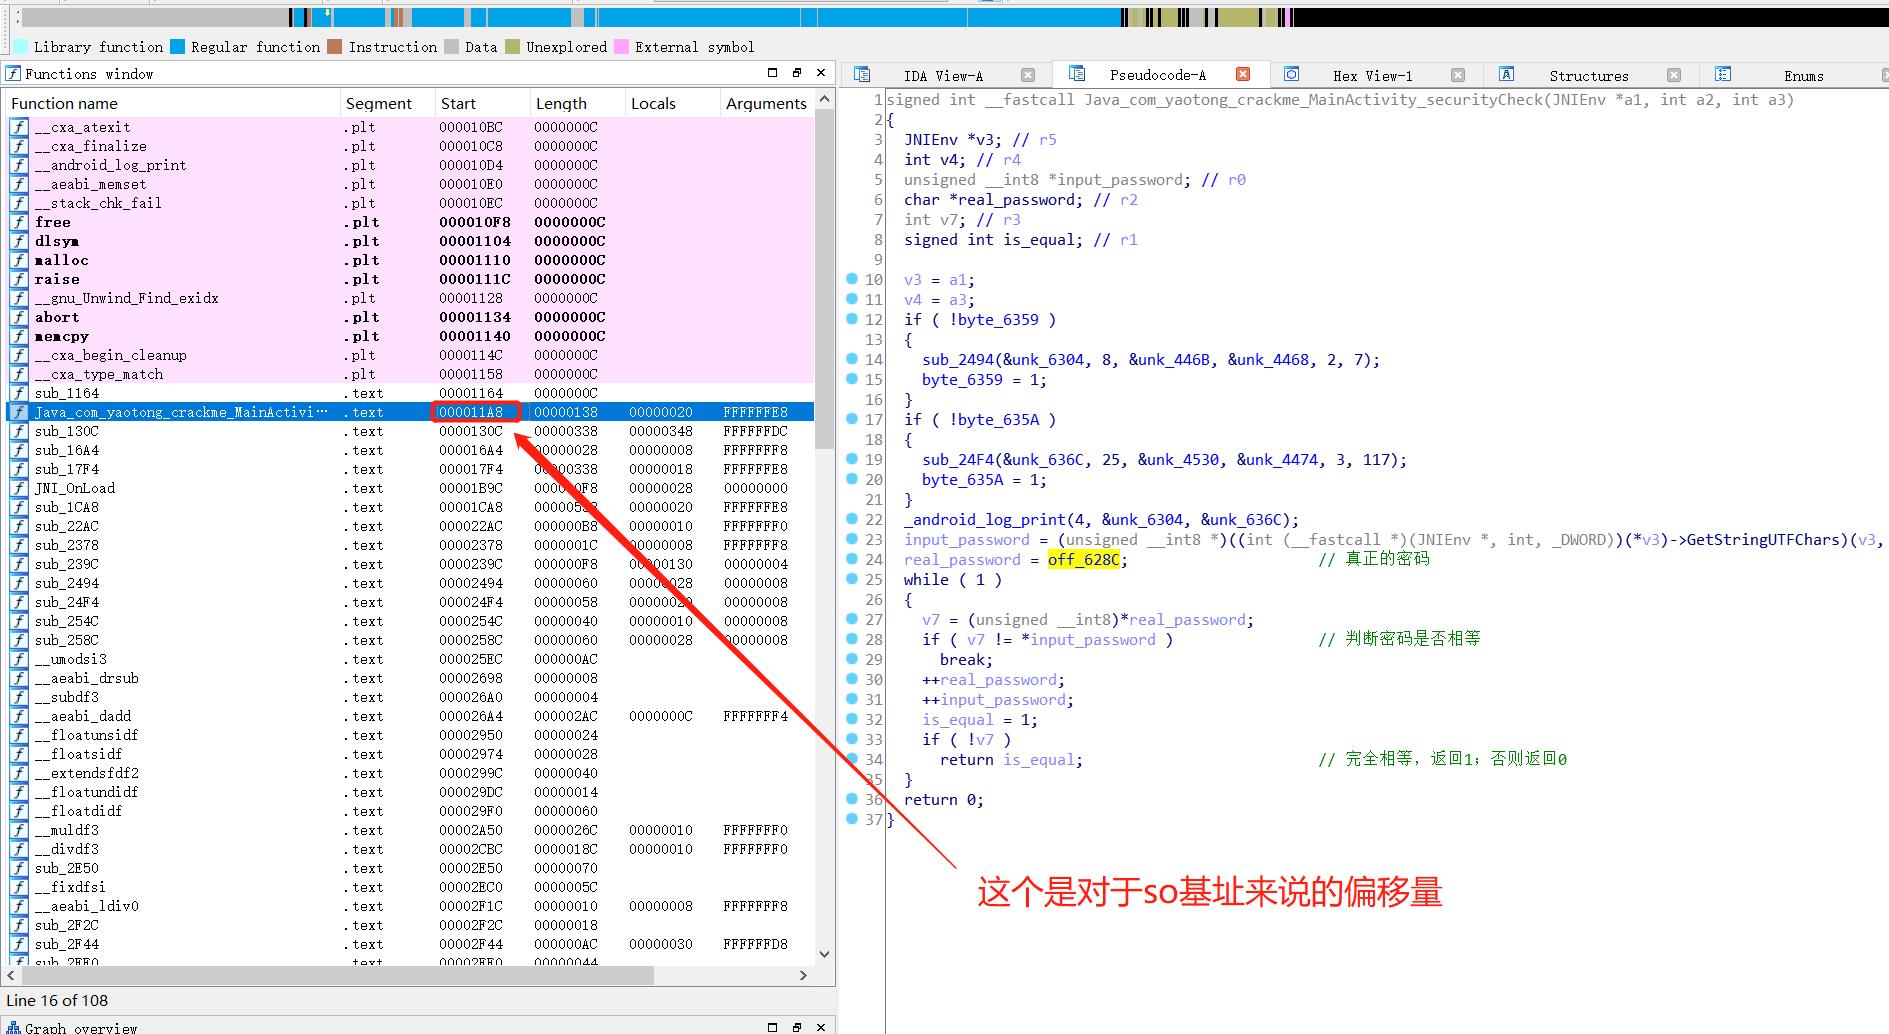 Library function Regular function Instruction Data Unexplored External symbol
Functions window
Function name Segment Start Length Locals Arguments
__cxa_atexit .plt 000010BC 0000000C
__cxa_finalize .plt 000010C8 0000000C
__android_log_print .plt 000010D4 0000000C
__aeabi_memset .plt 000010E0 0000000C
__stack_chk_fail .plt 000010EC 0000000C
free .plt 000010F8 0000000C
dlsym .plt 00001104 0000000C
malloc .plt 00001110 0000000C
raise .plt 0000111C 0000000C
__gnu_Unwind_Find_exidx .plt 00001128 0000000C
abort .plt 00001134 0000000C
memcpy .plt 00001140 0000000C
__cxa_begin_cleanup .plt 0000114C 0000000C
__cxa_type_match .plt 00001158 0000000C
sub_1164 .text 00001164 0000000C
Java_com_yaotong_crackme_MainActivi… .text 000011A8 00000138 00000020 FFFFFFE8
sub_130C .text 0000130C 00000338 00000348 FFFFFFDC
sub_16A4 .text 000016A4 00000028 00000008 FFFFFFF8
sub_17F4 .text 000017F4 00000338 00000018 FFFFFFE8
JNI_OnLoad .text 00001B9C 000000F8 00000028 00000000
sub_1CA8 .text 00001CA8 00000020 FFFFFFE8
sub_22AC .text 000022AC 000000B8 00000010 FFFFFFF0
sub_2378 .text 00002378 0000001C 00000008 FFFFFFF8
sub_239C .text 0000239C 000000F8 00000130 00000004
sub_2494 .text 00002494 00000060 00000028 00000008
sub_24F4 .text 000024F4 00000058 00000020 00000008
sub_254C .text 0000254C 00000040 00000010 00000008
sub_258C .text 0000258C 00000060 00000028 00000008
__umodsi3 .text 000025EC 000000AC
__aeabi_drsub .text 00002698 00000008
__subdf3 .text 000026A0 00000004
__aeabi_dadd .text 000026A4 000002AC 0000000C FFFFFFF4
__floatunsidf .text 00002950 00000024
__floatsidf .text 00002974 00000028
__extendsfdf2 .text 0000299C 00000040
__floatundidf .text 000029DC 00000014
__floatdidf .text 000029F0 00000060
__muldf3 .text 00002A50 0000026C 00000010 FFFFFFF0
__divdf3 .text 00002CBC 0000018C 00000010 FFFFFFF0
sub_2E50 .text 00002E50 00000070
__fixdfsi .text 00002EC0 0000005C
__aeabi_ldiv0 .text 00002F1C 00000010 00000008 FFFFFFF8
sub_2F2C .text 00002F2C 00000018
sub_2F44 .text 00002F44 000000AC 00000030 FFFFFFD8
Line 16 of 108
Graph overview
IDA View-A Pseudocode-A Hex View-1 Structures Enums
1 signed int __fastcall Java_com_yaotong_crackme_MainActivity_securityCheck(JNIEnv *a1, int a2, int a3)
2 {
3 JNIEnv *v3; // r5
4 int v4; // r4
5 unsigned __int8 *input_password; // r0
6 char *real_password; // r2
7 int v7; // r3
8 signed int is_equal; // r1
9
10 v3 = a1;
11 v4 = a3;
12 if ( !byte_6359 )
13 {
14 sub_2494(&unk_6304, 8, &unk_446B, &unk_4468, 2, 7);
15 byte_6359 = 1;
16 }
17 if ( !byte_635A )
18 {
19 sub_24F4(&unk_636C, 25, &unk_4530, &unk_4474, 3, 117);
20 byte_635A = 1;
21 }
22 _android_log_print(4, &unk_6304, &unk_636C);
23 input_password = (unsigned __int8 *)((int (__fastcall *)(JNIEnv *, int, _DWORD))(*v3)->GetStringUTFChars)(v3,
24 real_password = off_628C; // 真正的密码
25 while ( 1 )
26 {
27 v7 = (unsigned __int8)*real_password;
28 if ( v7 != *input_password ) // 判断密码是否相等
29 break;
30 ++real_password;
31 ++input_password;
32 is_equal = 1;
33 if ( !v7 )
34 return is_equal; // 完全相等，返回1；否则返回0
35 }
36 return 0;
37 }
这个是对于so基址来说的偏移量